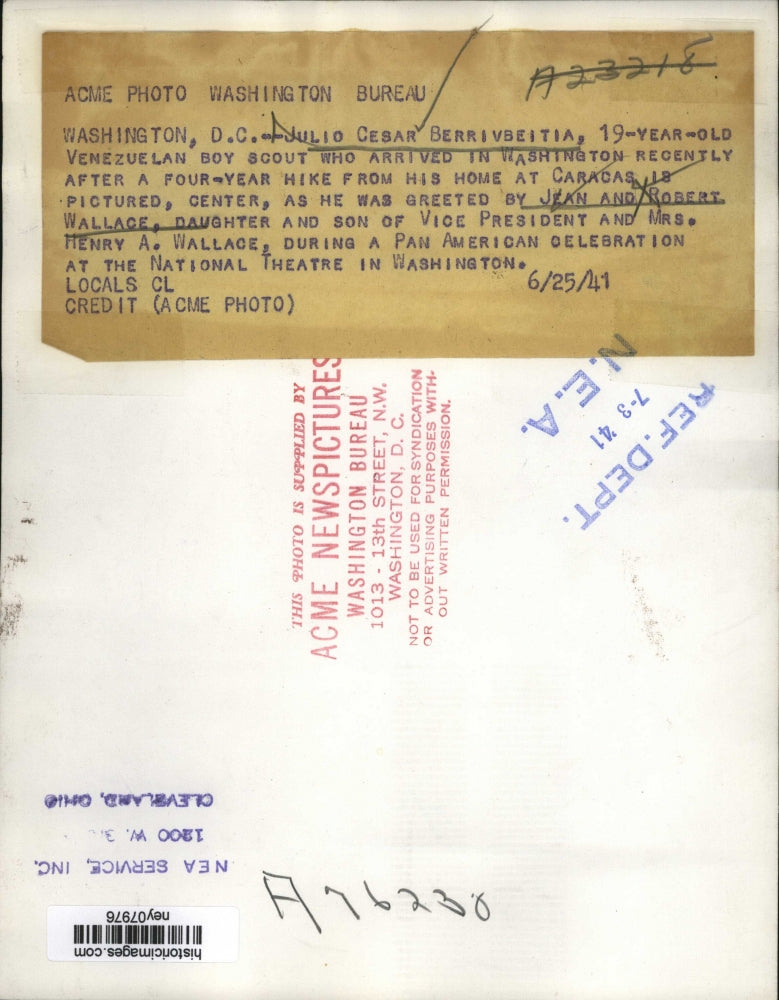 A23218
ACME PHOTO WASHINGTON BUREAU
WASHINGTON, D.C.--JULIO CESAR BERRIVBEITIA, 19-YEAR-OLD
VENEZUELAN BOY SCOUT WHO ARRIVED IN WASHINGTON RECENTLY
AFTER A FOUR-YEAR HIKE FROM HIS HOME AT CARACAS IS
PICTURED, CENTER, AS HE WAS GREETED BY JEAN AND ROBERT
WALLACE, DAUGHTER AND SON OF VICE PRESIDENT AND MRS.
HENRY A. WALLACE, DURING A PAN AMERICAN CELEBRATION
AT THE NATIONAL THEATRE IN WASHINGTON.
LOCALS CL 6/25/41
CREDIT (ACME PHOTO)
THIS PHOTO IS SUPPLIED BY
ACME NEWSPICTURES
WASHINGTON BUREAU
1013 - 13th STREET, N.W.
WASHINGTON, D. C.
NOT TO BE USED FOR SYNDICATION
OR ADVERTISING PURPOSES WITH-
OUT WRITTEN PERMISSION.
REF. DEPT.
7-3 '41
N.E.A.
NEA SERVICE, INC.
1200 W. 3
CLEVELAND, OHIO
A76238
historicimages.com
ney07976